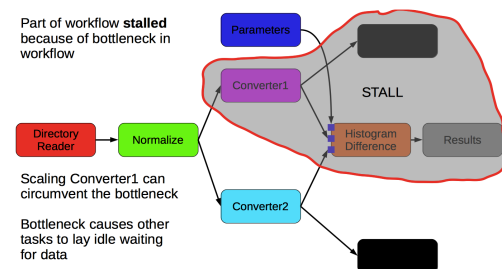 Part of workflow stalled
because of bottleneck in
workflow
Parameters
Converter1
STALL
Directory
Reader
Normalize
Histogram
Difference
Results
Scaling Converter1 can
circumvent the bottleneck
Converter2
Bottleneck causes other
tasks to lay idle waiting
for data